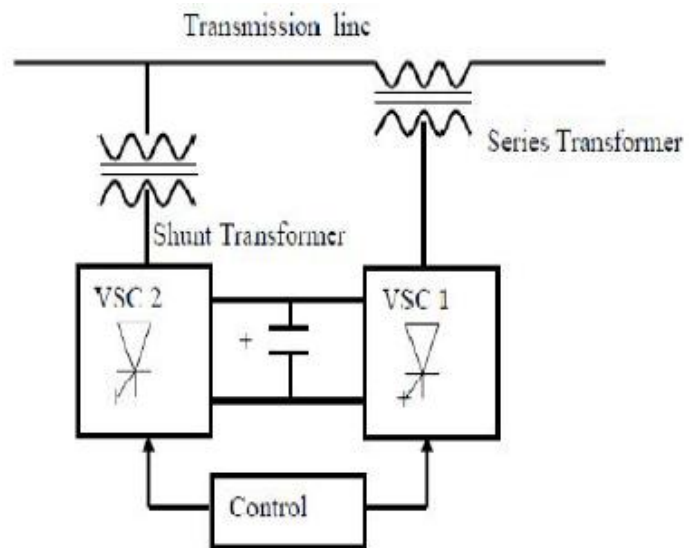 Transmission line
Series Transformer
Shunt Transformer
VSC 2
VSC 1
+
Control